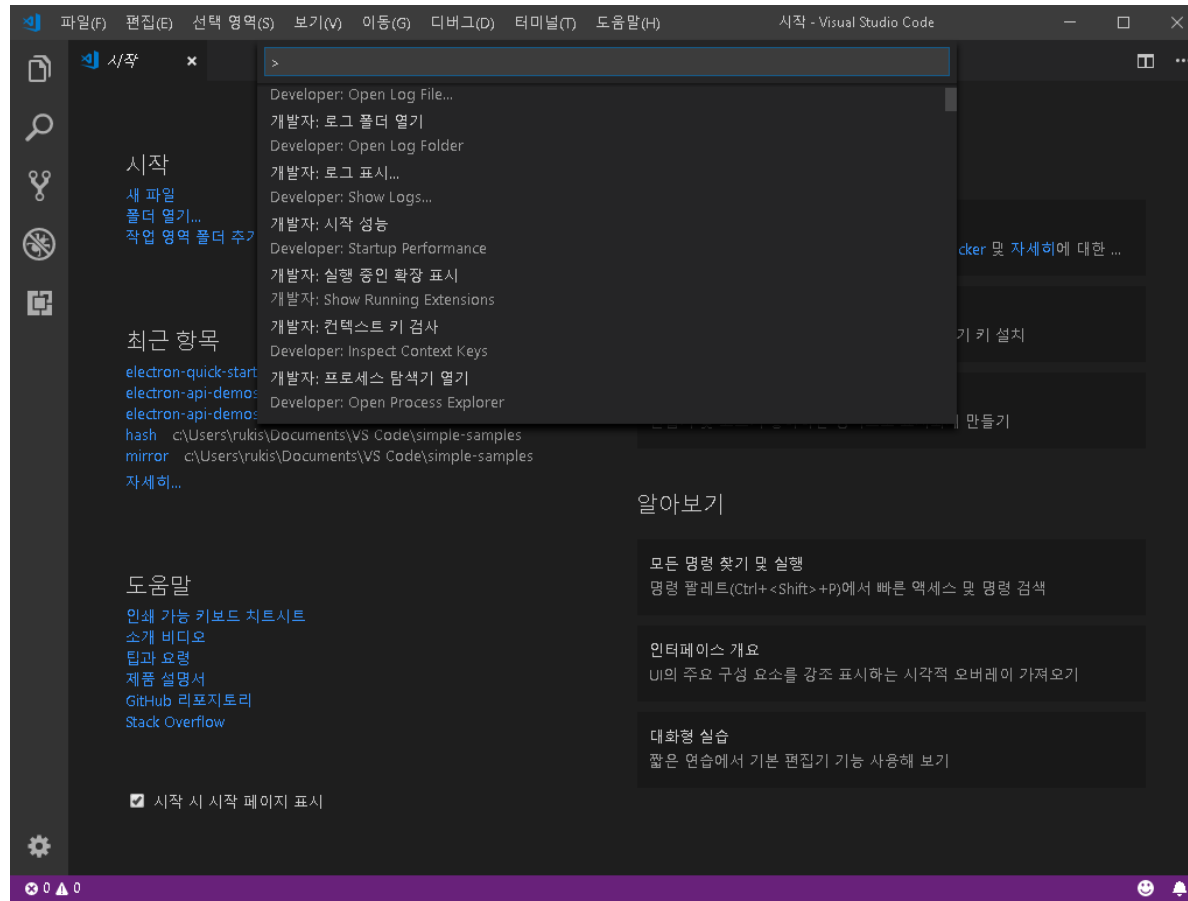 파일(F) 편집(E) 선택 영역(S) 보기(V) 이동(G) 디버그(D) 터미널(T) 도움말(H) 시작 - Visual Studio Code
시작
>
Developer: Open Log File...
개발자: 로그 폴더 열기
Developer: Open Log Folder
개발자: 로그 표시...
Developer: Show Logs...
개발자: 시작 성능
Developer: Startup Performance
개발자: 실행 중인 확장 표시
개발자: Show Running Extensions
개발자: 컨텍스트 키 검사
Developer: Inspect Context Keys
개발자: 프로세스 탐색기 열기
Developer: Open Process Explorer
시작
새 파일
폴더 열기...
작업 영역 폴더 추가
최근 항목
electron-quick-start
electron-api-demos
electron-api-demos
hash c:\Users\rukis\Documents\VS Code\simple-samples
mirror c:\Users\rukis\Documents\VS Code\simple-samples
자세히...
도움말
인쇄 가능 키보드 치트시트
소개 비디오
팁과 요령
제품 설명서
GitHub 리포지토리
Stack Overflow
시작 시 시작 페이지 표시
cker 및 자세히에 대한 ...
기 키 설치
만들기
알아보기
모든 명령 찾기 및 실행
명령 팔레트(Ctrl+<Shift>+P)에서 빠른 액세스 및 명령 검색
인터페이스 개요
UI의 주요 구성 요소를 강조 표시하는 시각적 오버레이 가져오기
대화형 실습
짧은 연습에서 기본 편집기 기능 사용해 보기
0 0